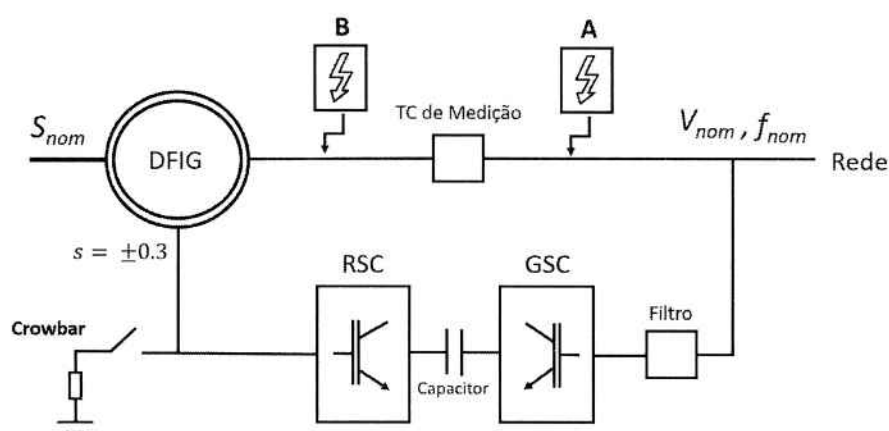 B
A
TC de Medição
S_nom
V_nom , f_nom
DFIG
Rede
s = ±0.3
RSC
GSC
Filtro
Crowbar
Capacitor